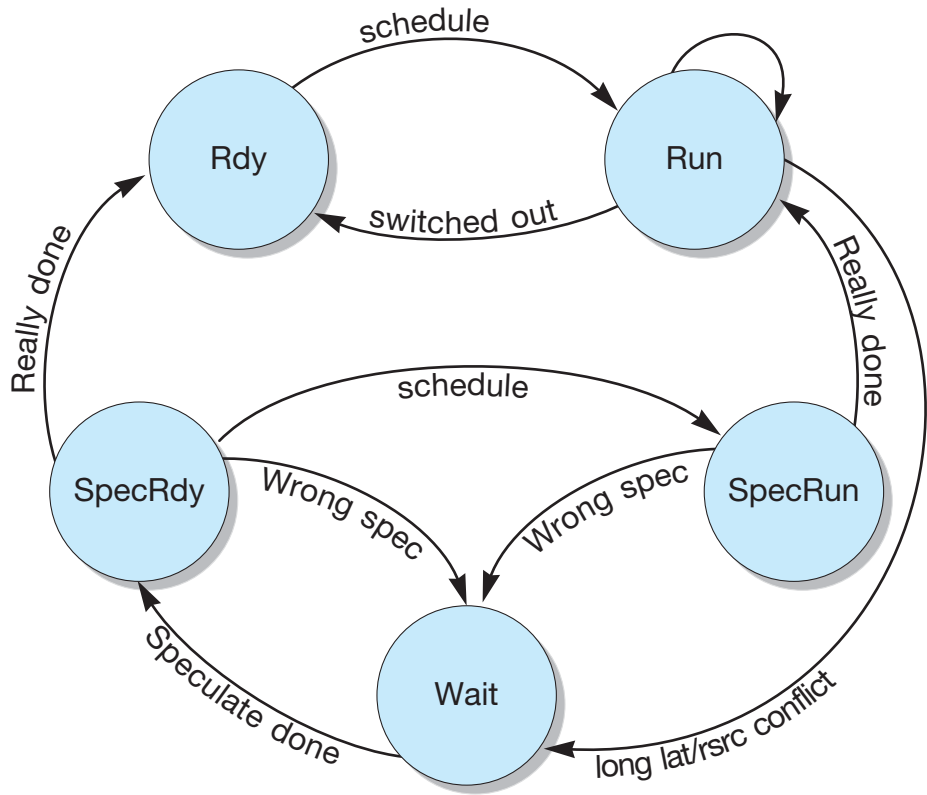 schedule
Rdy
Run
switched out
Really done
Really done
schedule
SpecRdy
Wrong spec
Wrong spec
SpecRun
Speculate done
Wait
long lat/rsrc conflict